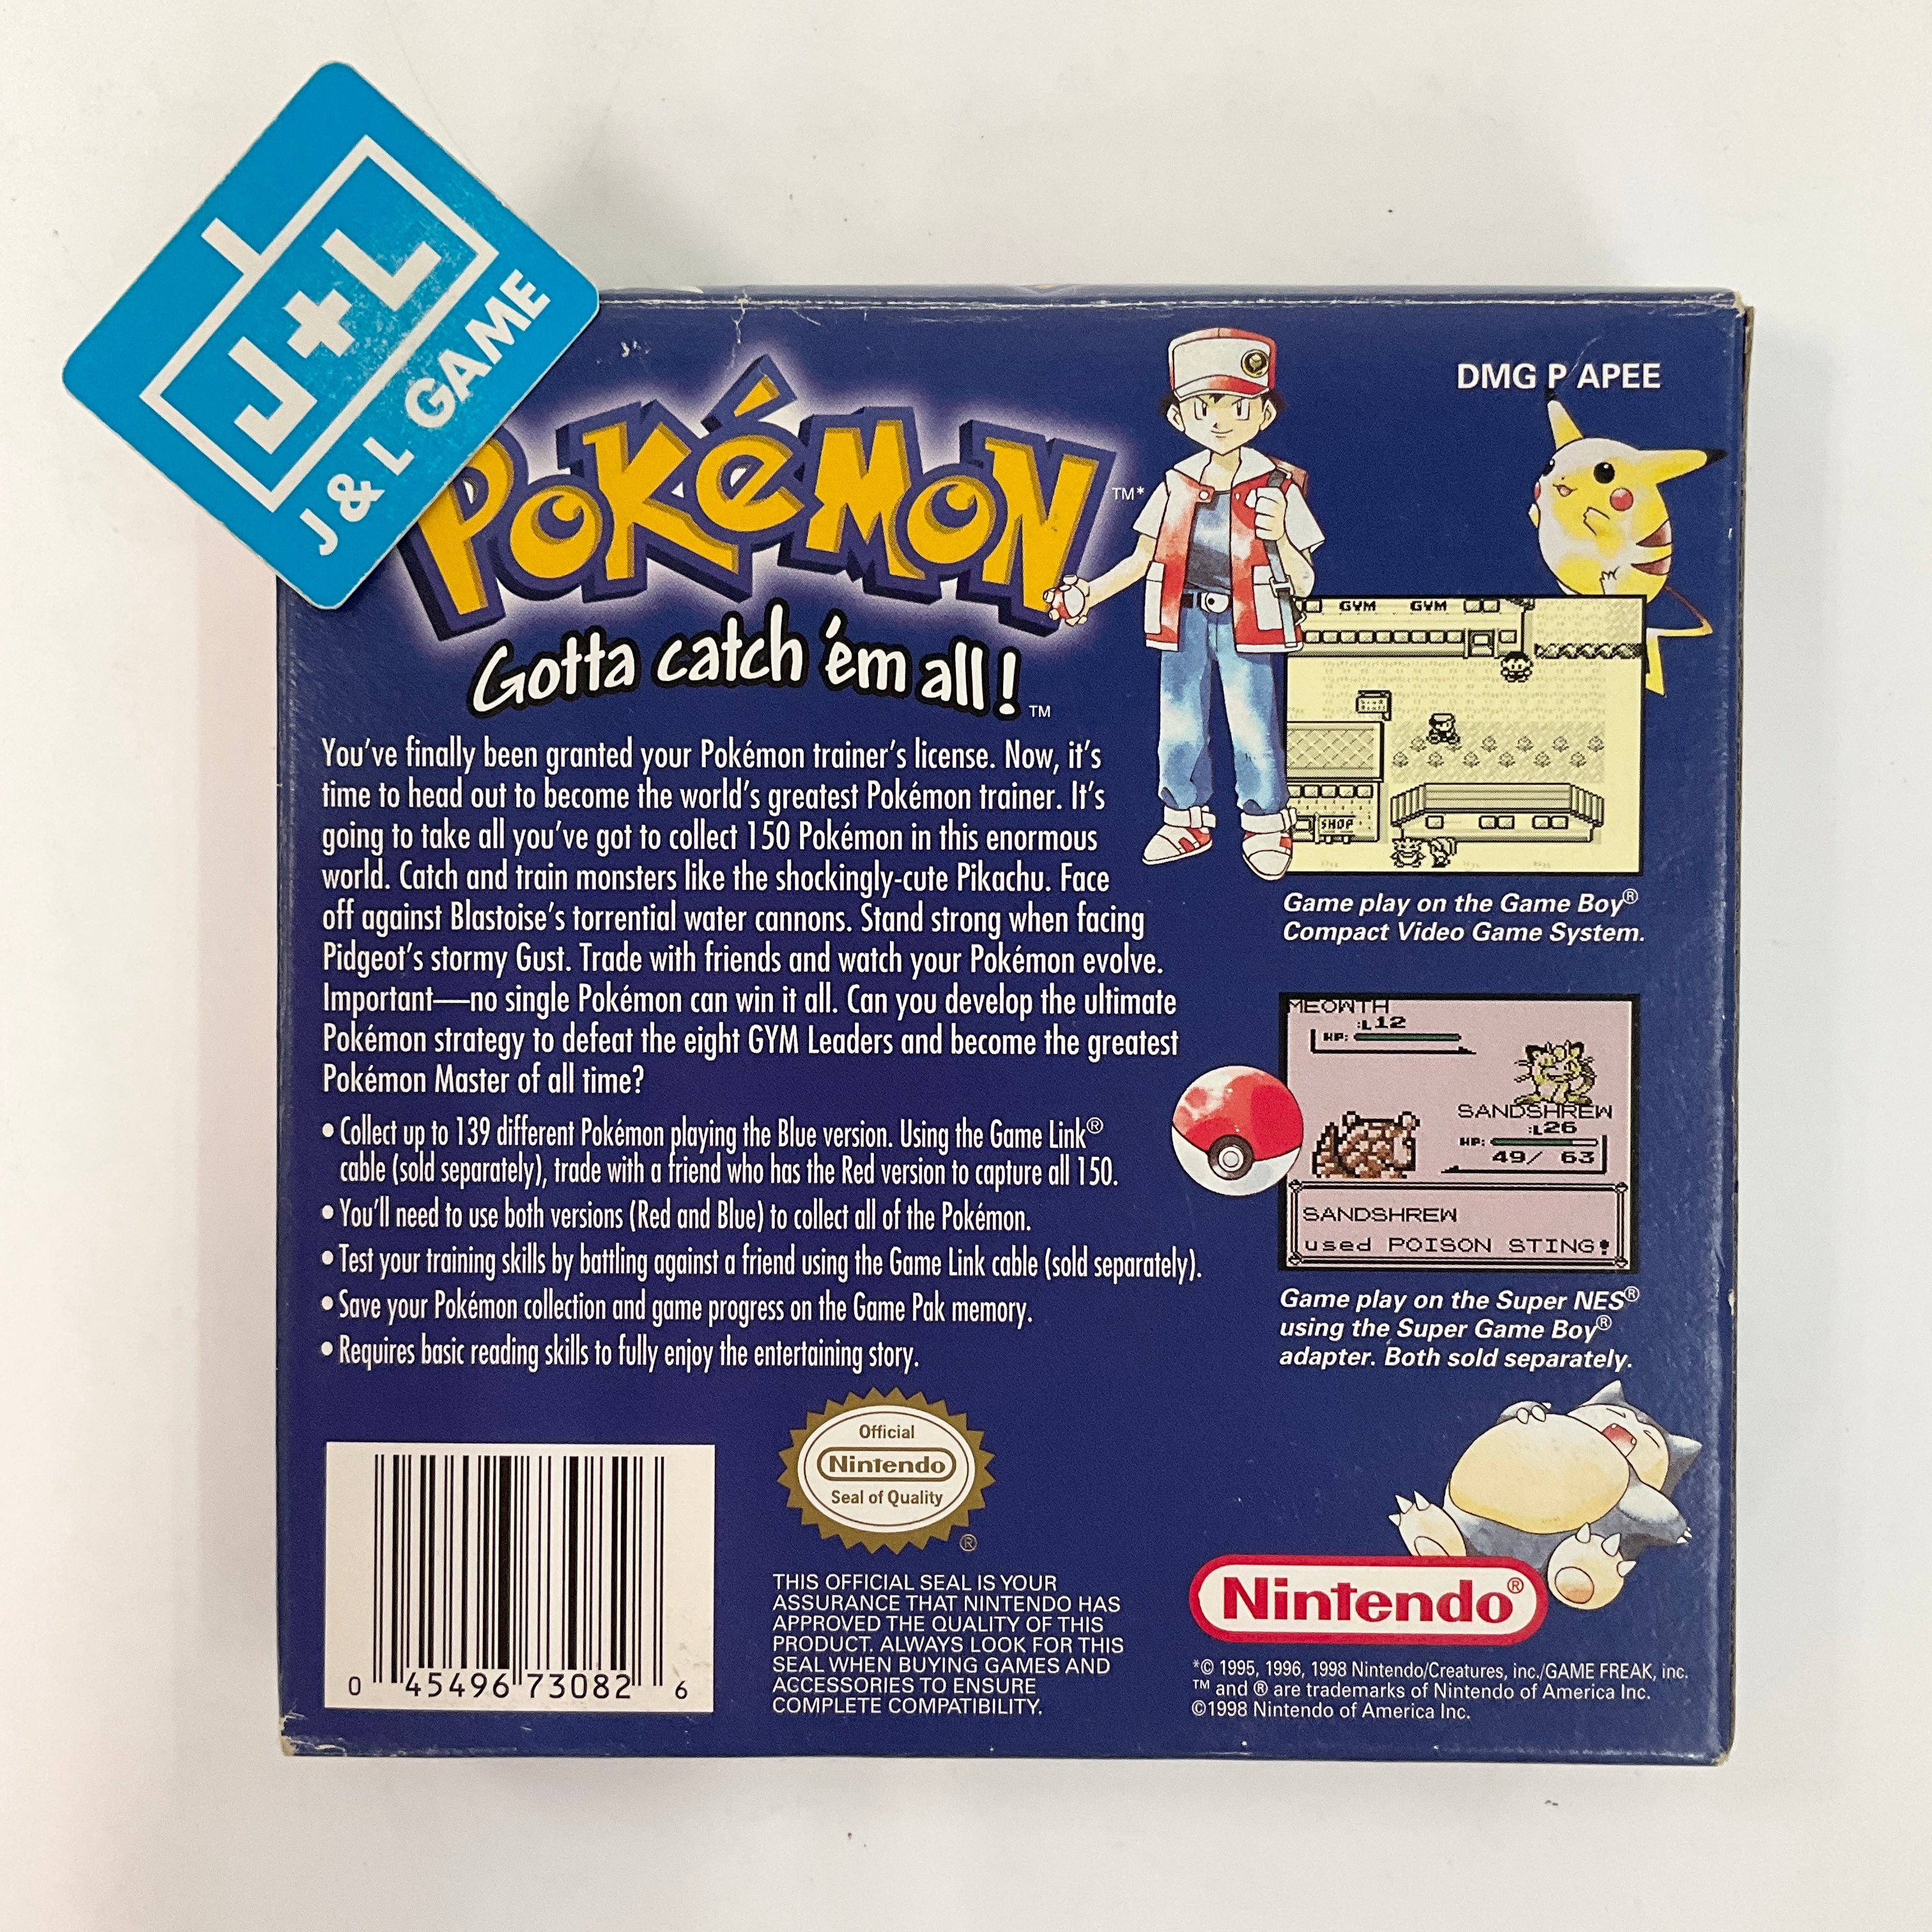 J+L
J & L GAME
DMG P APEE
POKéMON
TM*
Gotta catch 'em all!
TM
You've finally been granted your Pokémon trainer's license. Now, it's
time to head out to become the world's greatest Pokémon trainer. It's
going to take all you've got to collect 150 Pokémon in this enormous
world. Catch and train monsters like the shockingly-cute Pikachu. Face
off against Blastoise's torrential water cannons. Stand strong when facing
Pidgeot's stormy Gust. Trade with friends and watch your Pokémon evolve.
Important—no single Pokémon can win it all. Can you develop the ultimate
Pokémon strategy to defeat the eight GYM Leaders and become the greatest
Pokémon Master of all time?
• Collect up to 139 different Pokémon playing the Blue version. Using the Game Link®
cable (sold separately), trade with a friend who has the Red version to capture all 150.
• You'll need to use both versions (Red and Blue) to collect all of the Pokémon.
• Test your training skills by battling against a friend using the Game Link cable (sold separately).
• Save your Pokémon collection and game progress on the Game Pak memory.
• Requires basic reading skills to fully enjoy the entertaining story.
GYM GYM
SHOP
Game play on the Game Boy®
Compact Video Game System.
MEOWTH
:L12
HP:
SANDSHREW
:L26
HP:
49/ 63
SANDSHREW
used POISON STING!
Game play on the Super NES®
using the Super Game Boy®
adapter. Both sold separately.
Official
Nintendo
Seal of Quality
®
THIS OFFICIAL SEAL IS YOUR
ASSURANCE THAT NINTENDO HAS
APPROVED THE QUALITY OF THIS
PRODUCT. ALWAYS LOOK FOR THIS
SEAL WHEN BUYING GAMES AND
ACCESSORIES TO ENSURE
COMPLETE COMPATIBILITY.
0 45496 73082 6
Nintendo®
*© 1995, 1996, 1998 Nintendo/Creatures, inc./GAME FREAK, inc.
™ and ® are trademarks of Nintendo of America Inc.
©1998 Nintendo of America Inc.